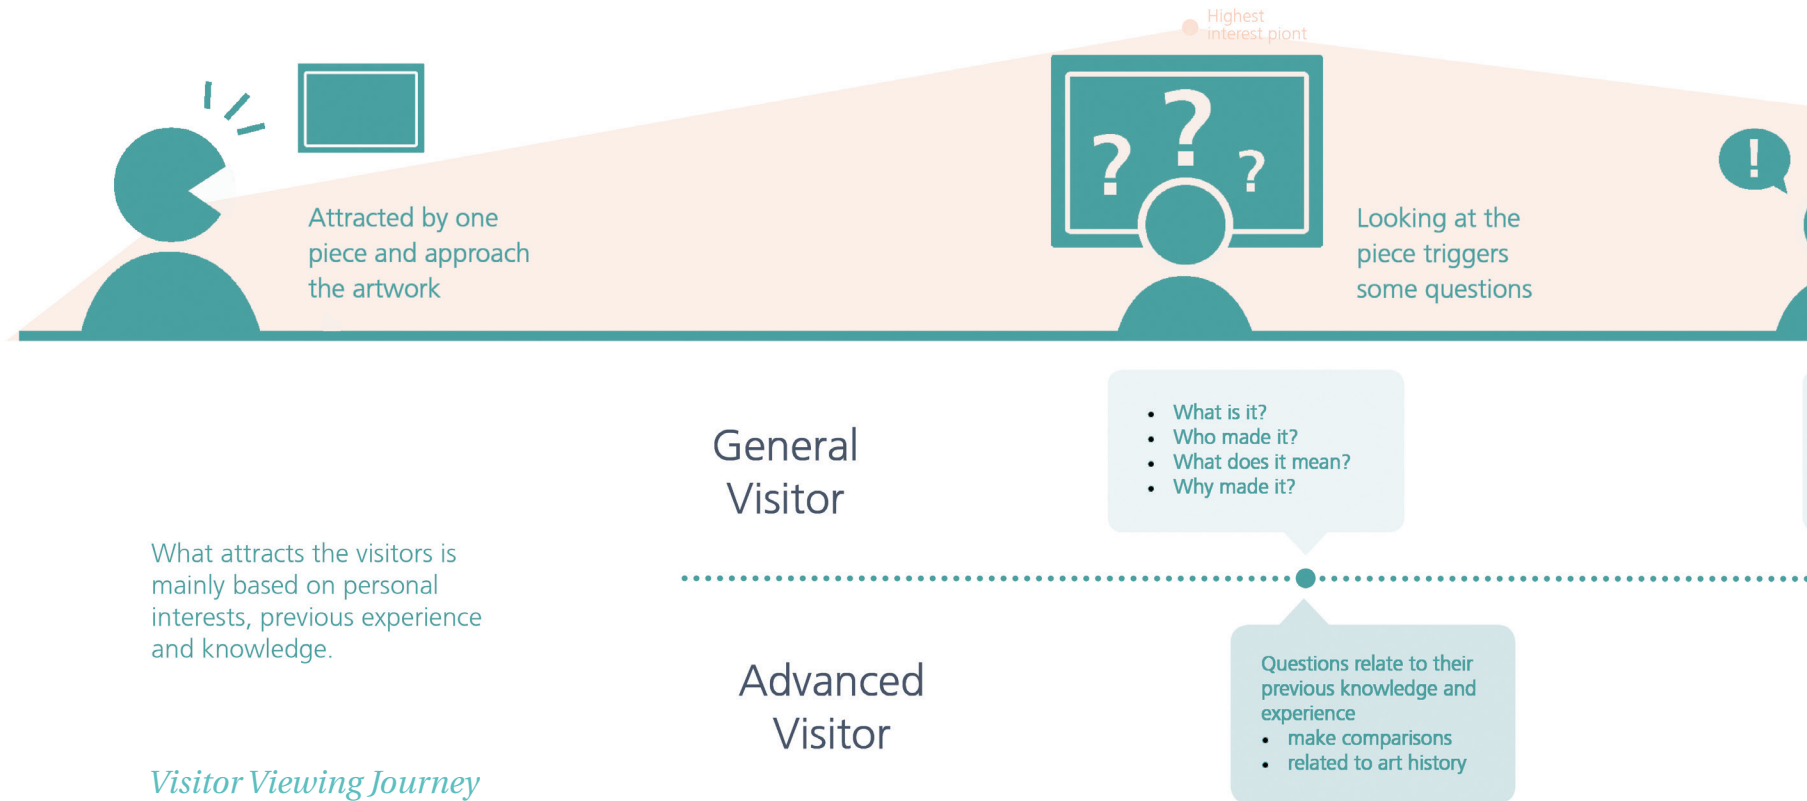 Highest
interest piont
? ? ?
!
Attracted by one
piece and approach
the artwork
Looking at the
piece triggers
some questions
General
Visitor
• What is it?
• Who made it?
• What does it mean?
• Why made it?
What attracts the visitors is
mainly based on personal
interests, previous experience
and knowledge.
Advanced
Visitor
Questions relate to their
previous knowledge and
experience
• make comparisons
• related to art history
Visitor Viewing Journey